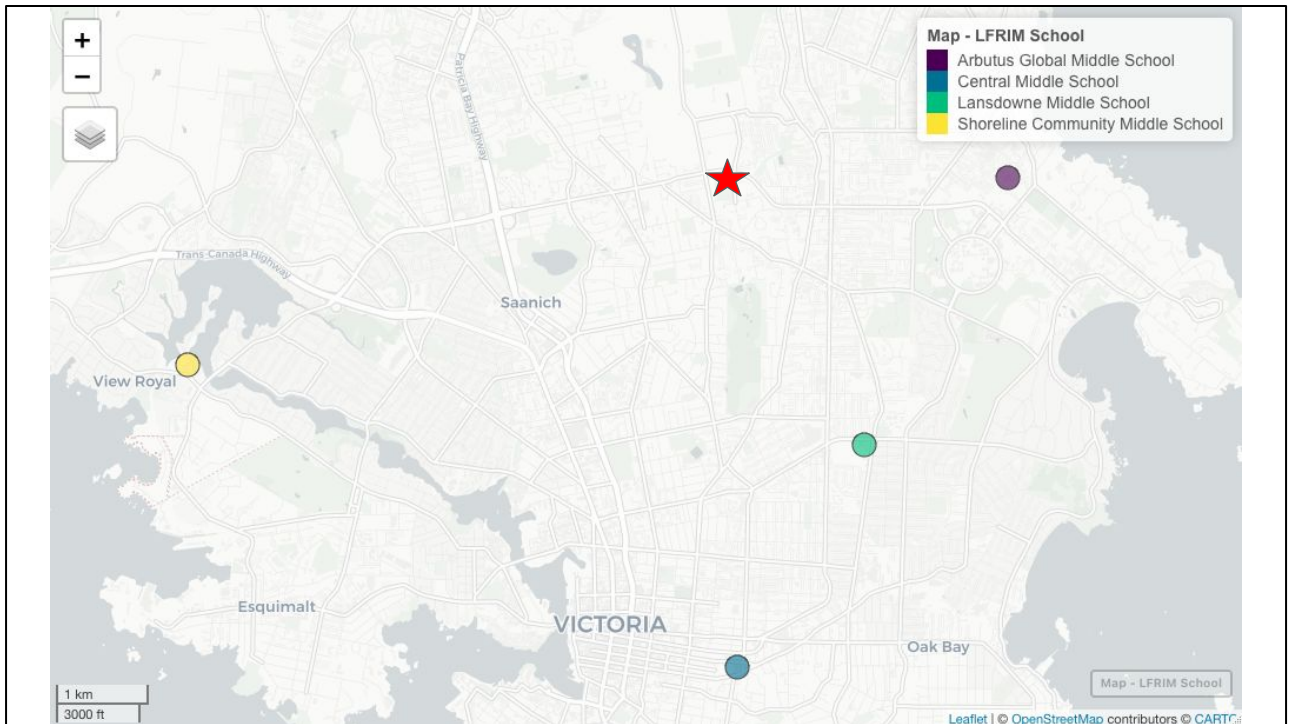 +
−
Map - LFRIM School
Arbutus Global Middle School
Central Middle School
Lansdowne Middle School
Shoreline Community Middle School
Patricia Bay Highway
Trans-Canada Highway
Saanich
View Royal
Esquimalt
VICTORIA
Oak Bay
Map - LFRIM School
1 km
3000 ft
Leaflet | © OpenStreetMap contributors © CARTO